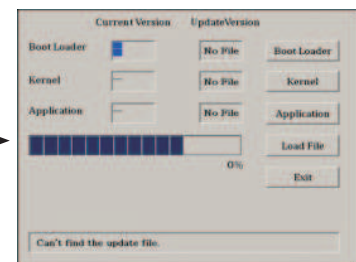 Current Version UpdateVersion
Boot Loader No File Boot Loader
Kernel No File Kernel
Application No File Application
Load File
0%
Exit
Can't find the update file.